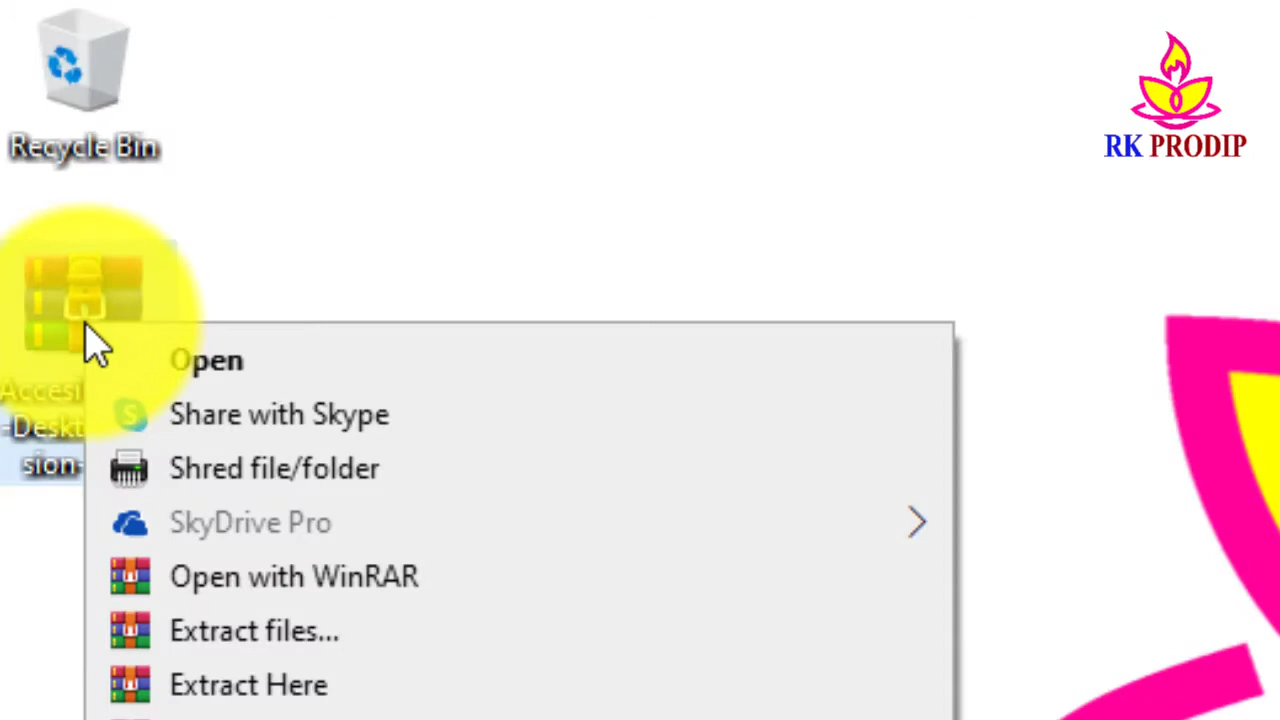 Recycle Bin
RK PRODIP
Open
Share with Skype
Shred file/folder
SkyDrive Pro
Open with WinRAR
Extract files...
Extract Here